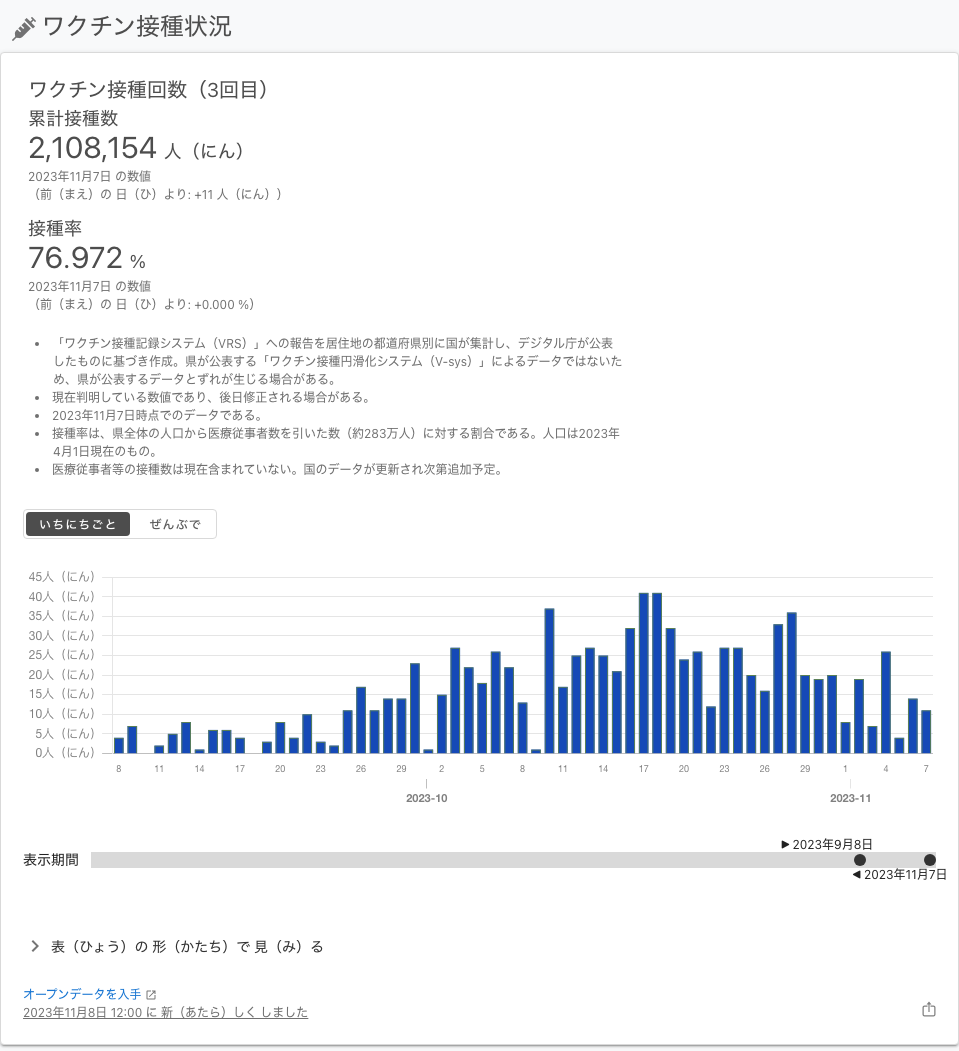 ワクチン接種状況
ワクチン接種回数（3回目）
累計接種数
2,108,154 人（にん）
2023年11月7日 の数値
（前（まえ）の 日（ひ）より: +11 人（にん））
接種率
76.972 %
2023年11月7日 の数値
（前（まえ）の 日（ひ）より: +0.000 %）
• 「ワクチン接種記録システム（VRS）」への報告を居住地の都道府県別に国が集計し、デジタル庁が公表
したものに基づき作成。県が公表する「ワクチン接種円滑化システム（V-sys）」によるデータではないた
め、県が公表するデータとずれが生じる場合がある。
• 現在判明している数値であり、後日修正される場合がある。
• 2023年11月7日時点でのデータである。
• 接種率は、県全体の人口から医療従事者数を引いた数（約283万人）に対する割合である。人口は2023年
4月1日現在のもの。
• 医療従事者等の接種数は現在含まれていない。国のデータが更新され次第追加予定。
いちにちごと ぜんぶで
45人（にん）
40人（にん）
35人（にん）
30人（にん）
25人（にん）
20人（にん）
15人（にん）
10人（にん）
5人（にん）
0人（にん）
8 11 14 17 20 23 26 29 2 5 8 11 14 17 20 23 26 29 1 4 7
2023-10 2023-11
2023年9月8日
表示期間
2023年11月7日
表（ひょう）の 形（かたち）で 見（み）る
オープンデータを入手
2023年11月8日 12:00 に 新（あたら）しく しました